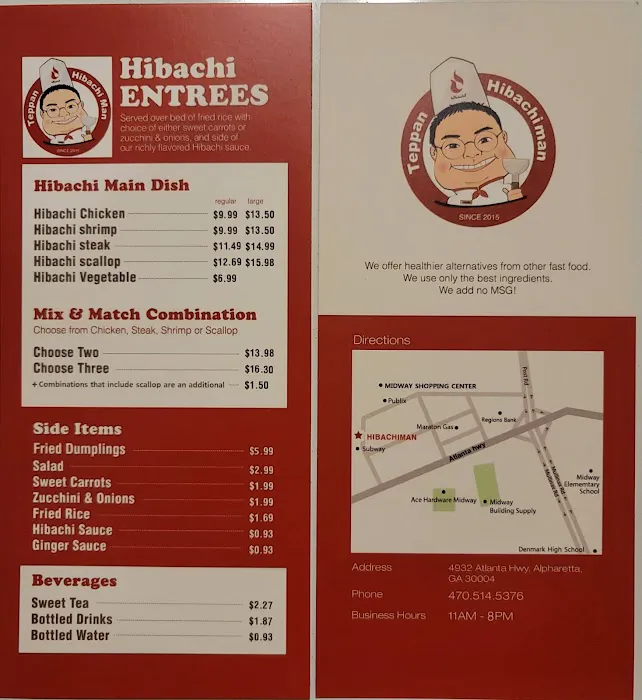 Teppan Hibachi Man
SINCE 2015
Hibachi
ENTREES
Served over bed of fried rice with
choice of either sweet carrots or
zucchini & onions, and side of
our richly flavored Hibachi sauce.
Hibachi Main Dish
regular large
Hibachi Chicken $9.99 $13.50
Hibachi shrimp $9.99 $13.50
Hibachi steak $11.49 $14.99
Hibachi scallop $12.69 $15.98
Hibachi Vegetable $6.99
Mix & Match Combination
Choose from Chicken, Steak, Shrimp or Scallop
Choose Two $13.98
Choose Three $16.30
+Combinations that include scallop are an additional $1.50
Side Items
Fried Dumplings $5.99
Salad $2.99
Sweet Carrots $1.99
Zucchini & Onions $1.99
Fried Rice $1.69
Hibachi Sauce $0.93
Ginger Sauce $0.93
Beverages
Sweet Tea $2.27
Bottled Drinks $1.87
Bottled Water $0.93
Teppan Hibachi man
SINCE 2015
We offer healthier alternatives from other fast food.
We use only the best ingredients.
We add no MSG!
Directions
MIDWAY SHOPPING CENTER
Publix
Post Rd
Regions Bank
Maraton Gas
HIBACHIMAN
Subway
Atlanta hwy
Mullinax Rd
Mullinax Rd
Midway
Elememtary
School
Ace Hardware Midway
Midway
Building Supply
Denmark High School
Address 4932 Atlanta Hwy, Alpharetta,
GA 30004
Phone 470.514.5376
Business Hours 11AM - 8PM